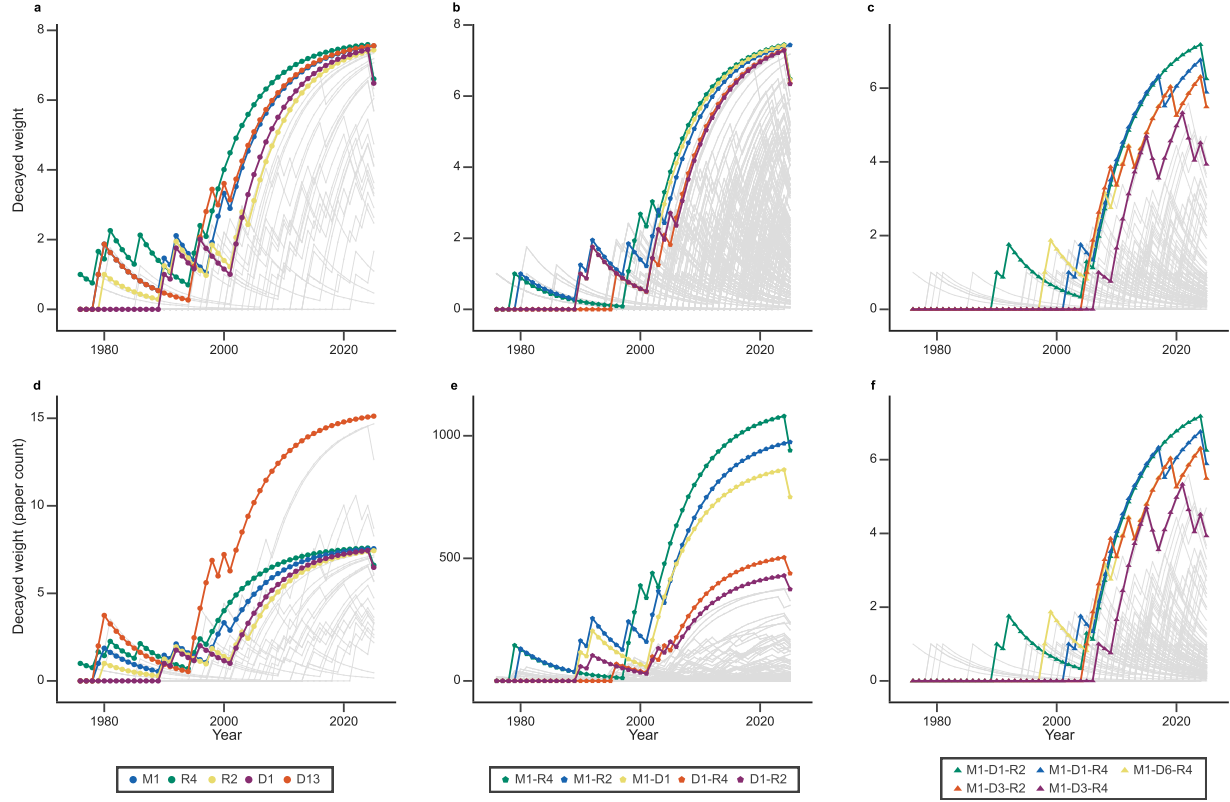 a
b
c
8
6
4
2
0
Decayed weight
1980
2000
2020
8
6
4
2
0
1980
2000
2020
6
4
2
0
1980
2000
2020
d
e
f
15
10
5
0
Decayed weight (paper count)
1980
2000
2020
Year
1000
500
0
1980
2000
2020
Year
6
4
2
0
1980
2000
2020
Year
M1 R4 R2 D1 D13
M1-R4 M1-R2 M1-D1 D1-R4 D1-R2
M1-D1-R2 M1-D1-R4 M1-D6-R4
M1-D3-R2 M1-D3-R4